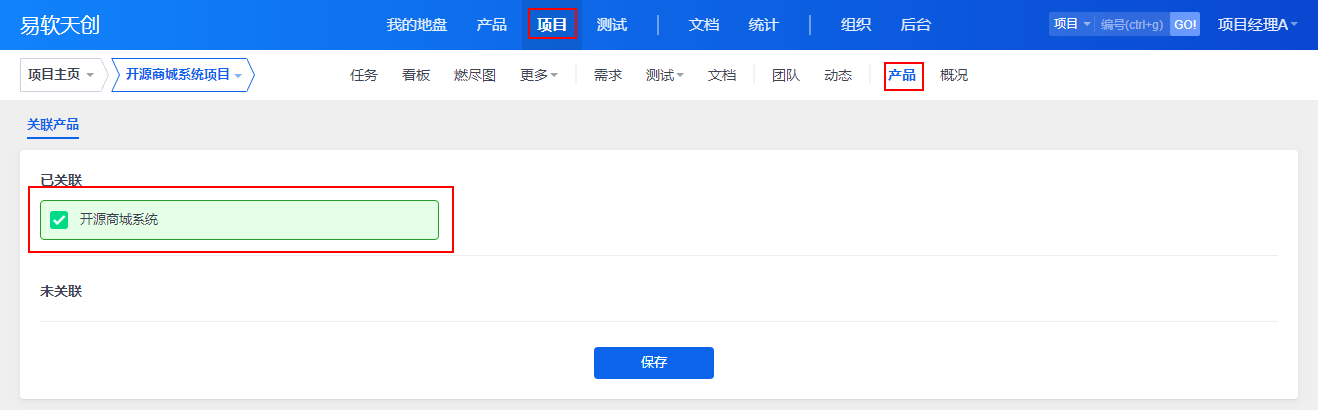 易软天创 我的地盘 产品 项目 测试 文档 统计 组织 后台 项目 编号(ctrl+g) GO! 项目经理A
项目主页 开源商城系统项目 任务 看板 燃尽图 更多 需求 测试 文档 团队 动态 产品 概况
关联产品
已关联
开源商城系统
未关联
保存